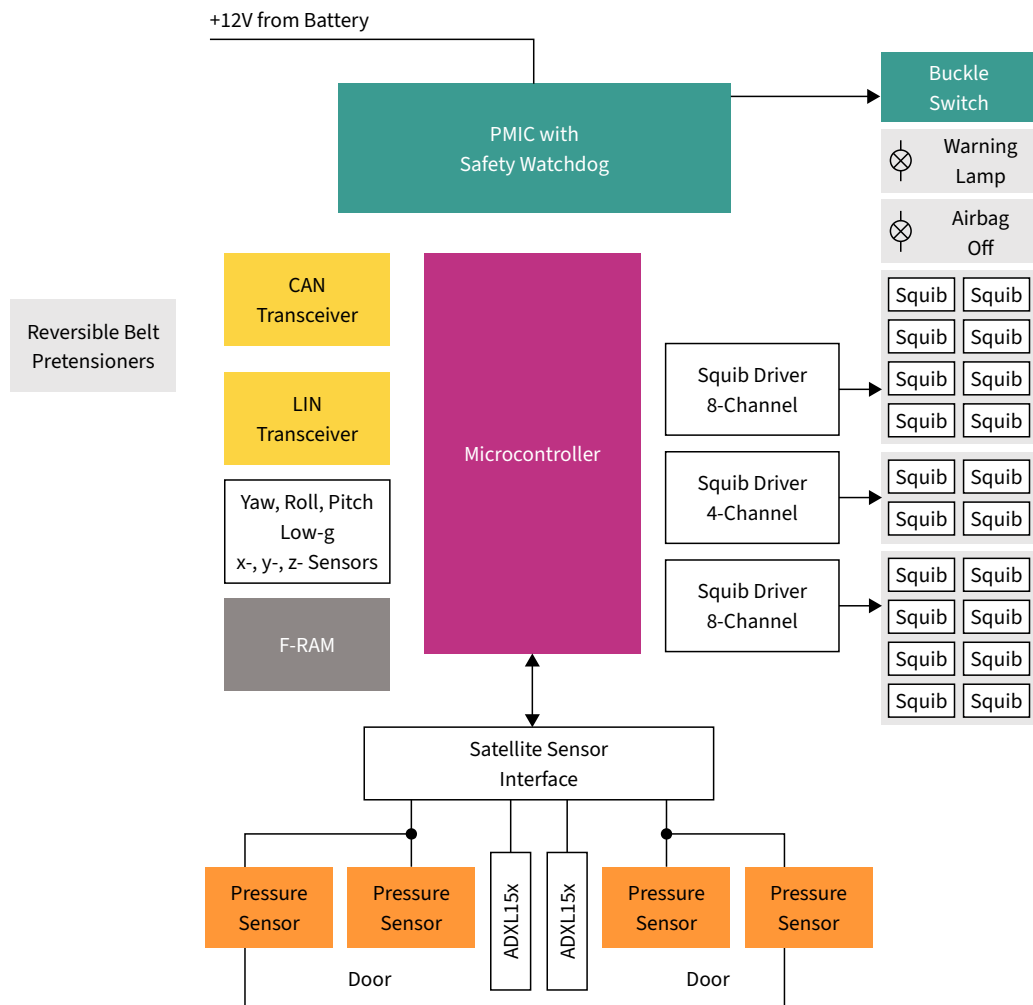 +12V from Battery
PMIC with
Safety Watchdog
Buckle
Switch
Warning
Lamp
Airbag
Off
CAN
Transceiver
Reversible Belt
Pretensioners
LIN
Transceiver
Yaw, Roll, Pitch
Low-g
x-, y-, z- Sensors
F-RAM
Microcontroller
Squib Driver
8-Channel
Squib Driver
4-Channel
Squib Driver
8-Channel
Squib Squib
Squib Squib
Squib Squib
Squib Squib
Squib Squib
Squib Squib
Squib Squib
Squib Squib
Squib Squib
Squib Squib
Satellite Sensor
Interface
Pressure
Sensor
Pressure
Sensor
ADXL15x
ADXL15x
Pressure
Sensor
Pressure
Sensor
Door
Door